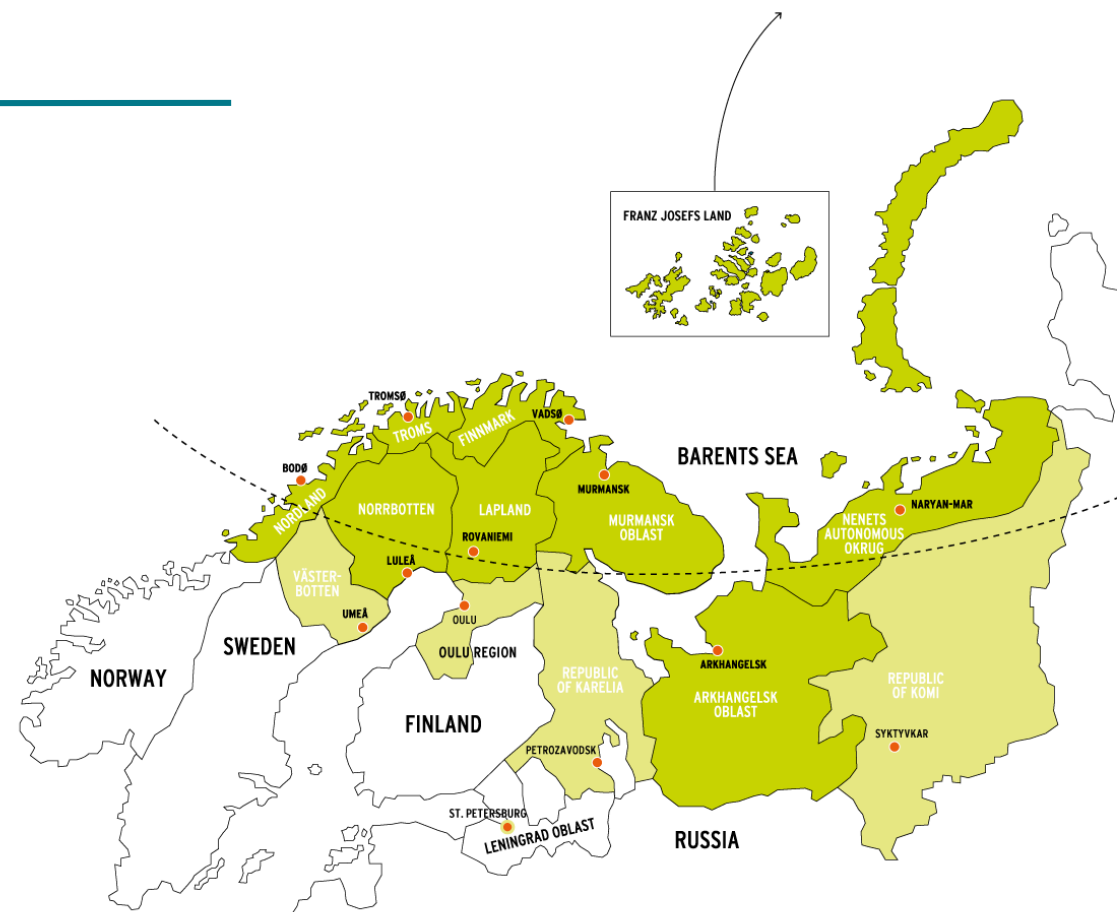 FRANZ JOSEFS LAND
TROMSØ
TROMS
FINNMARK
VADSØ
BARENTS SEA
BODØ
NORDLAND
NORRBOTTEN
LAPLAND
MURMANSK
MURMANSK
OBLAST
NARYAN-MAR
NENETS
AUTONOMOUS
OKRUG
ROVANIEMI
LULEÅ
VÄSTER-
BOTTEN
UMEÅ
OULU
SWEDEN
OULU REGION
NORWAY
ARKHANGELSK
REPUBLIC
OF KARELIA
ARKHANGELSK
OBLAST
REPUBLIC
OF KOMI
FINLAND
SYKTYVKAR
PETROZAVODSK
ST. PETERSBURG
LENINGRAD OBLAST
RUSSIA